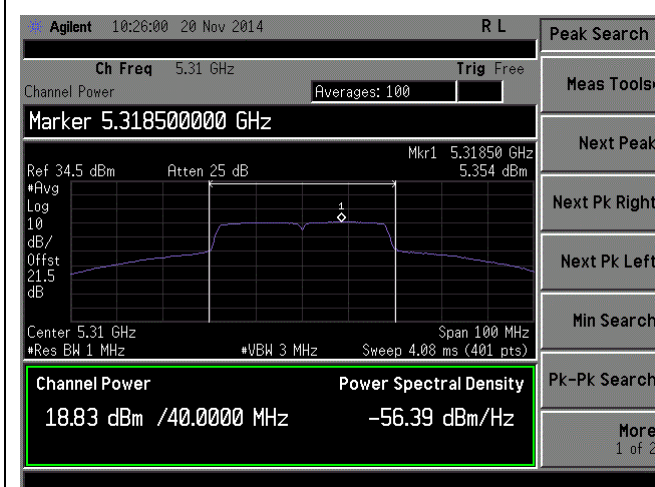 Agilent 10:26:00 20 Nov 2014 R L
Peak Search
Ch Freq 5.31 GHz Trig Free
Channel Power Averages: 100
Meas Tools
Marker 5.318500000 GHz
Next Peak
Mkr1 5.31850 GHz
Ref 34.5 dBm Atten 25 dB 5.354 dBm
#Avg
Log
10
dB/
Offst
21.5
dB
1
Next Pk Right
Next Pk Left
Min Search
Center 5.31 GHz Span 100 MHz
#Res BW 1 MHz #VBW 3 MHz Sweep 4.08 ms (401 pts)
Pk-Pk Search
Channel Power Power Spectral Density
18.83 dBm /40.0000 MHz -56.39 dBm/Hz
More
1 of 2